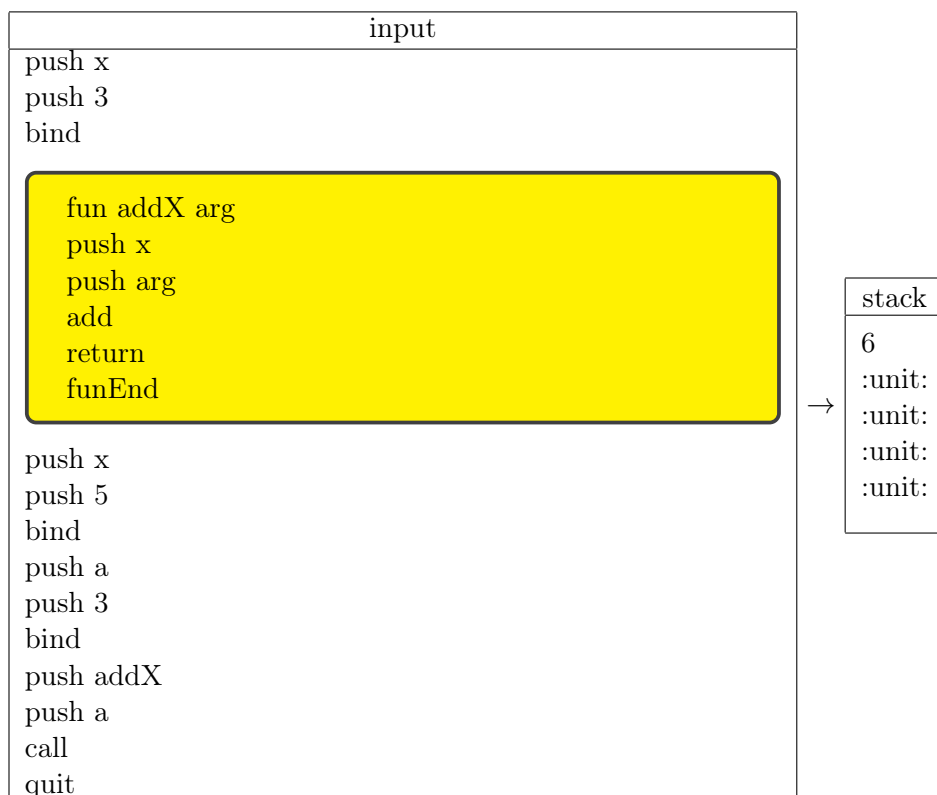 input
push x
push 3
bind
fun addX arg
push x
push arg
add
return
funEnd
push x
push 5
bind
push a
push 3
bind
push addX
push a
call
quit
→
stack
6
:unit:
:unit:
:unit:
:unit: